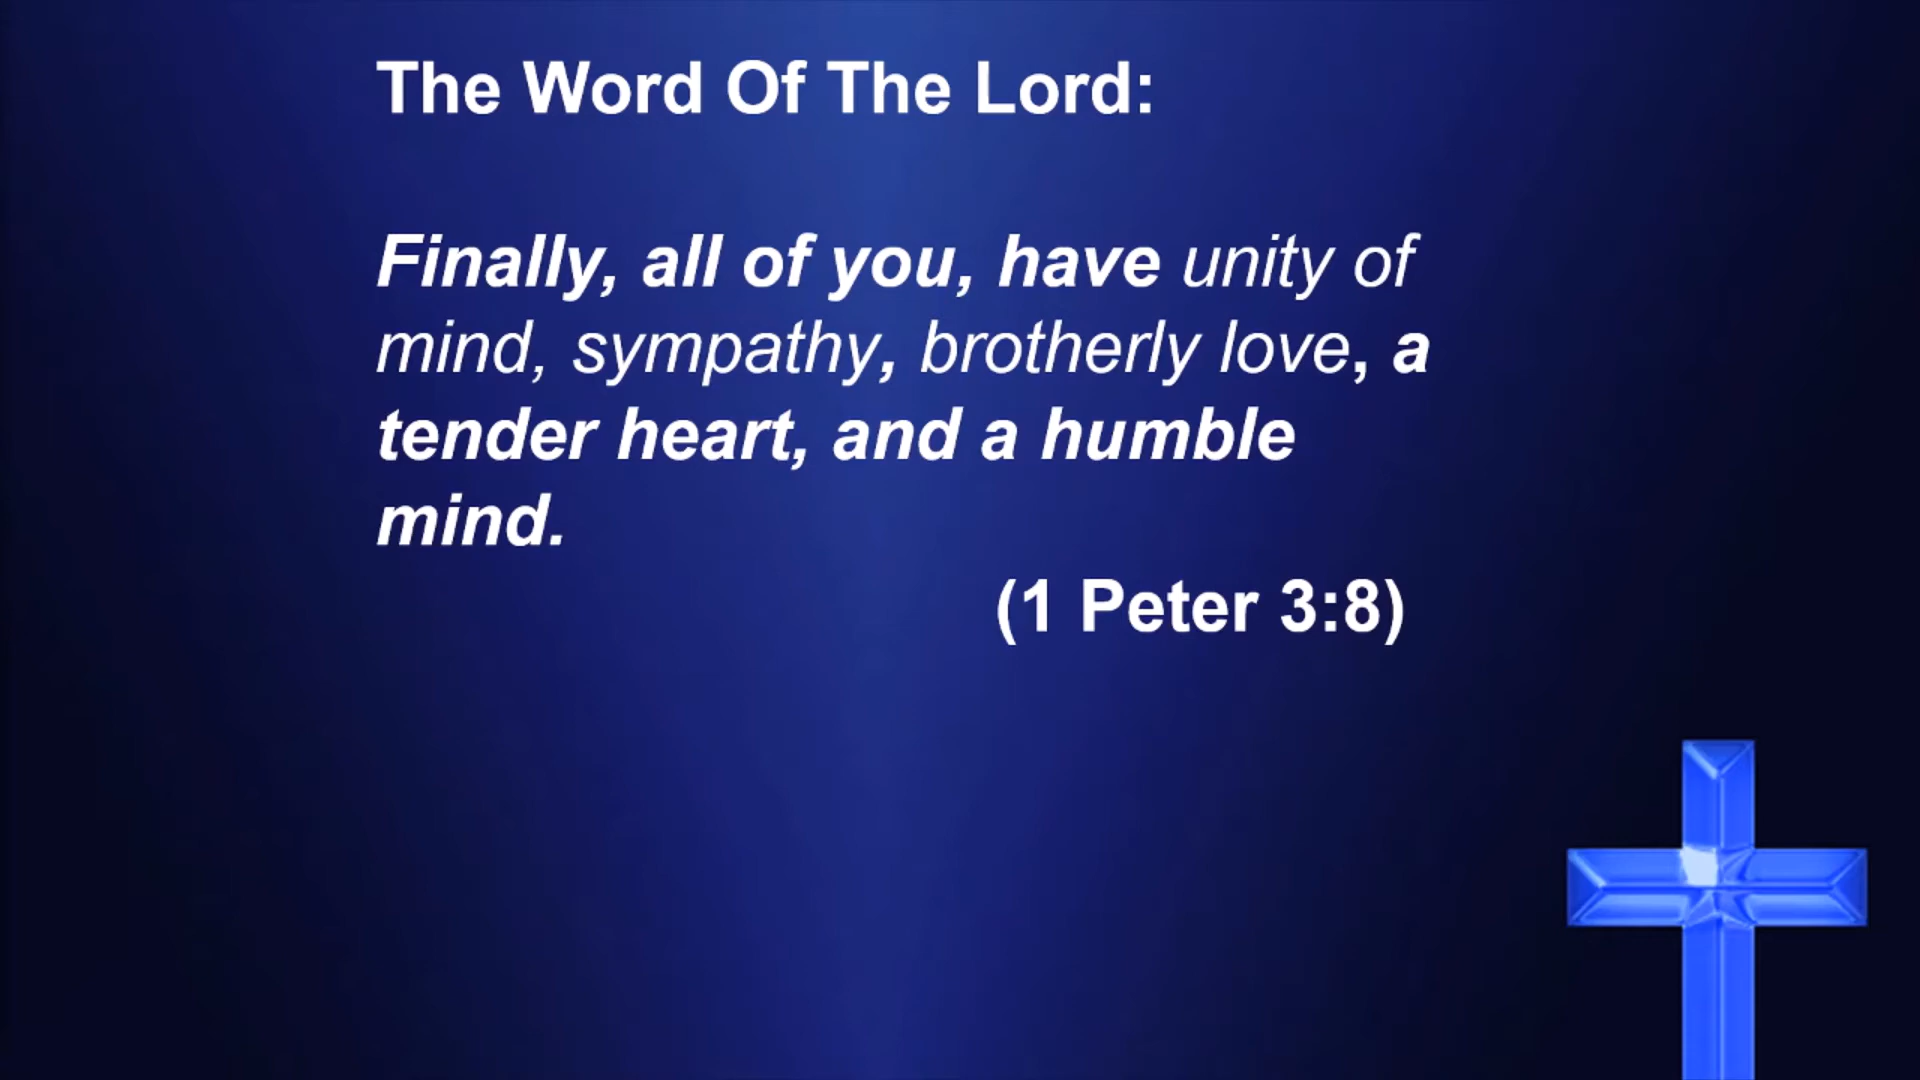 The Word Of The Lord:
Finally, all of you, have unity of
mind, sympathy, brotherly love, a
tender heart, and a humble
mind.
(1 Peter 3:8)